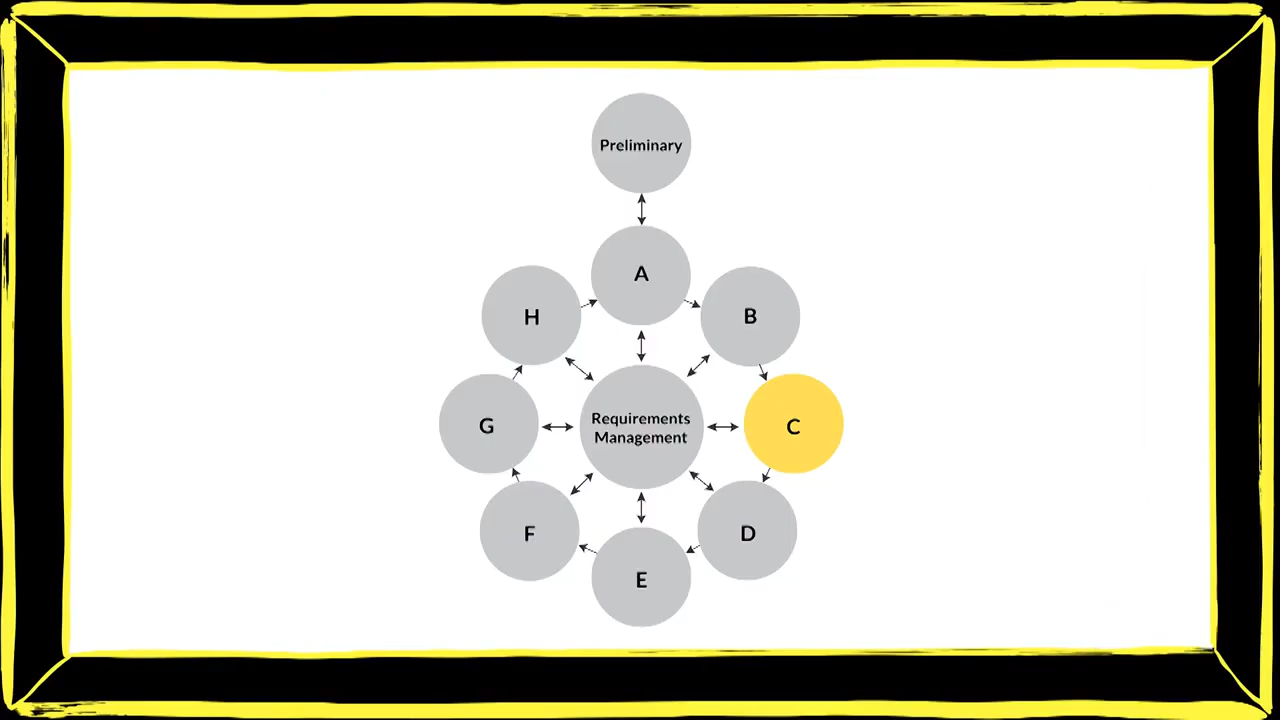 Preliminary
A
H
B
Requirements
Management
G
C
F
D
E